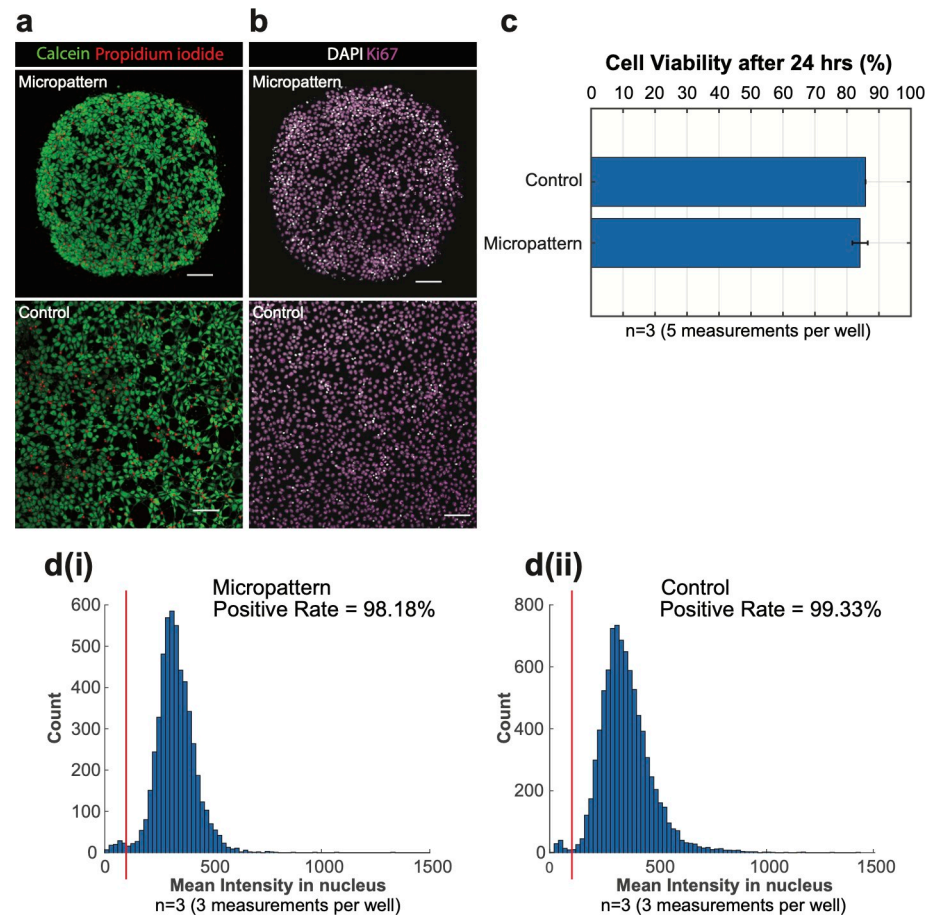 a
b
c
Calcein Propidium iodide
DAPI Ki67
Micropattern
Micropattern
Control
Control
Cell Viability after 24 hrs (%)
0 10 20 30 40 50 60 70 80 90 100
Control
Micropattern
n=3 (5 measurements per well)
d(i)
Micropattern
Positive Rate = 98.18%
600
500
400
300
200
100
0
Count
0 500 1000 1500
Mean Intensity in nucleus
n=3 (3 measurements per well)
d(ii)
Control
Positive Rate = 99.33%
800
600
400
200
0
Count
0 500 1000 1500
Mean Intensity in nucleus
n=3 (3 measurements per well)